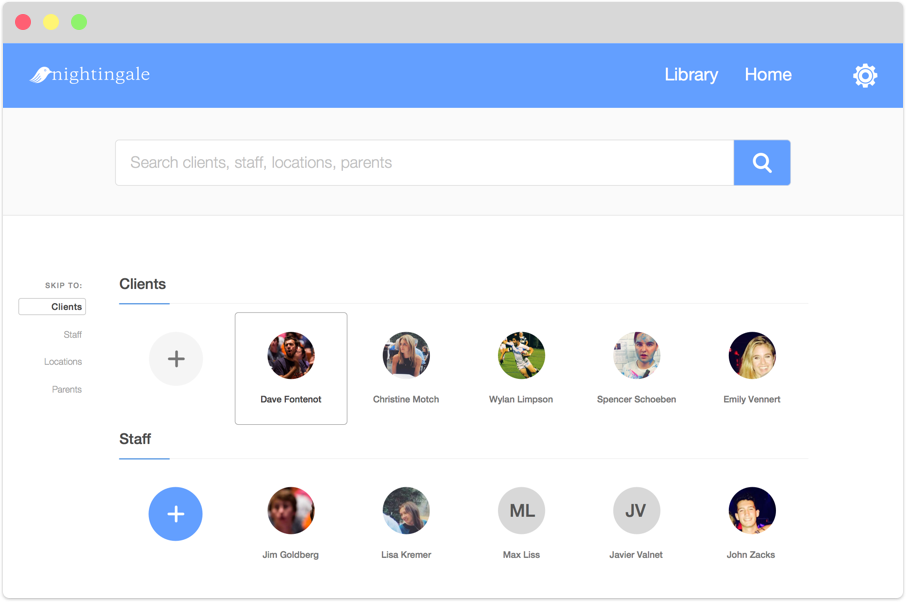 nightingale
Library Home
Search clients, staff, locations, parents
SKIP TO:
Clients
Staff
Locations
Parents
Clients
+
Dave Fontenot
Christine Motch
Wylan Limpson
Spencer Schoeben
Emily Vennert
Staff
+
ML
JV
Jim Goldberg
Lisa Kremer
Max Liss
Javier Valnet
John Zacks